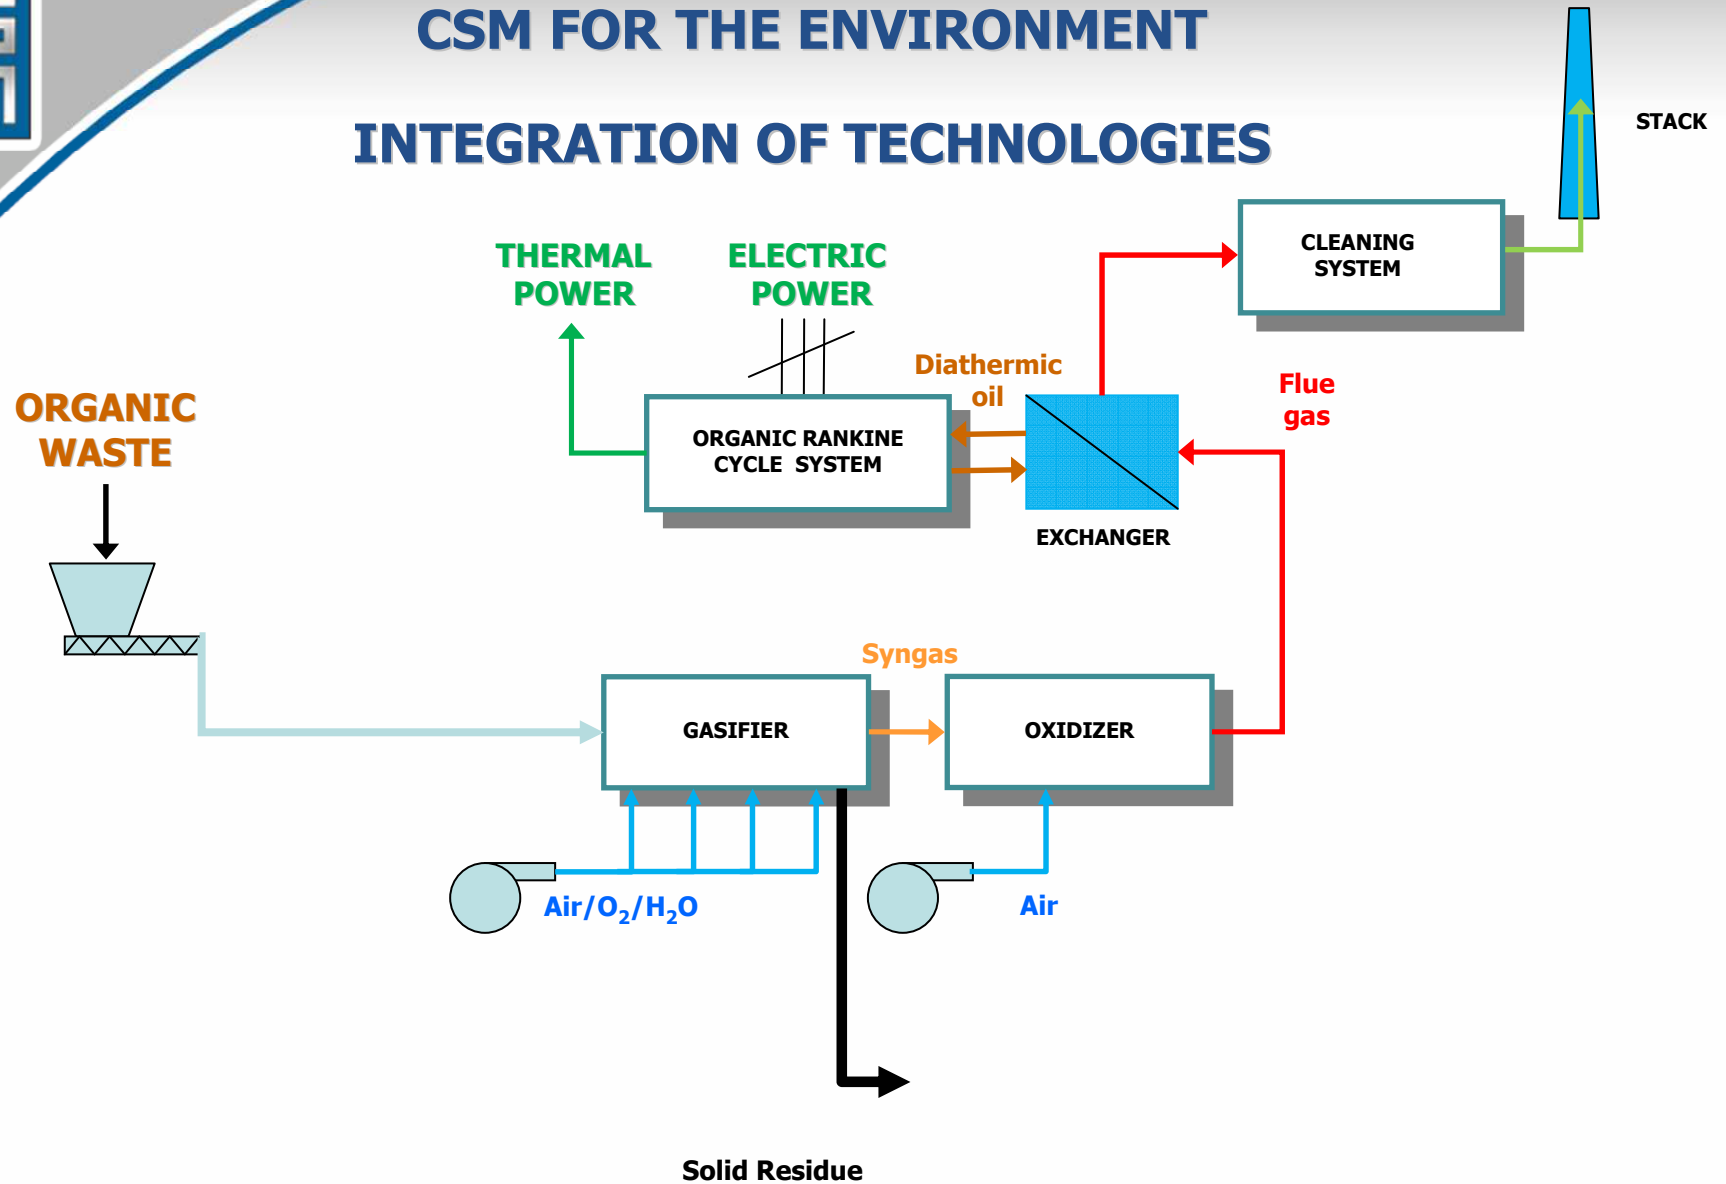 CSM FOR THE ENVIRONMENT
INTEGRATION OF TECHNOLOGIES
STACK
CLEANING
SYSTEM
THERMAL
POWER
ELECTRIC
POWER
Diathermic
oil
Flue
gas
ORGANIC
WASTE
ORGANIC RANKINE
CYCLE SYSTEM
EXCHANGER
Syngas
GASIFIER
OXIDIZER
Air/O₂/H₂O
Air
Solid Residue